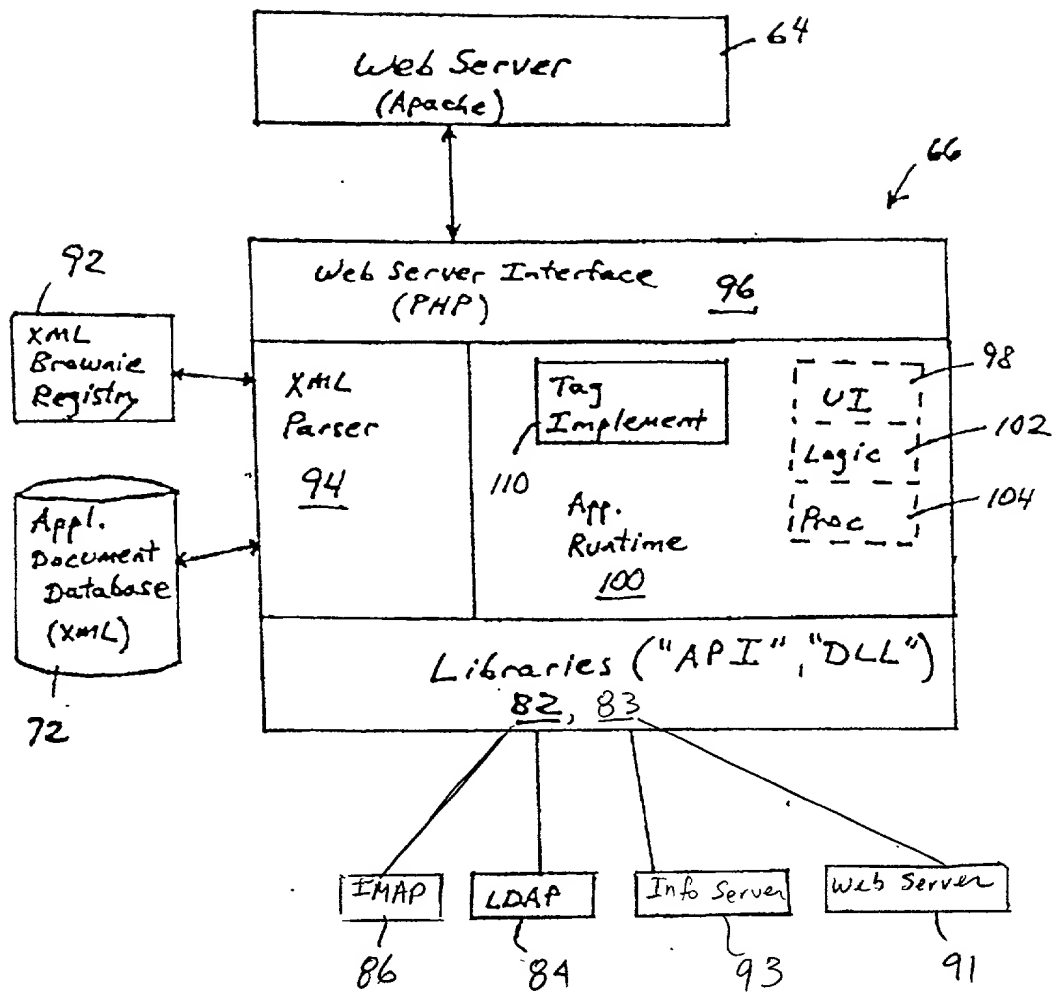 64
Web Server
(Apache)
66
92
Web Server Interface
(PHP)
96
XML
Brownie
Registry
XML
Parser
94
Tag
Implement
110
App.
Runtime
100
98
UI
102
Logic
104
Proc
Appl.
Document
Database
(XML)
72
Libraries ("API", "DLL")
82, 83
IMAP
LDAP
Info Server
Web Server
86
84
93
91